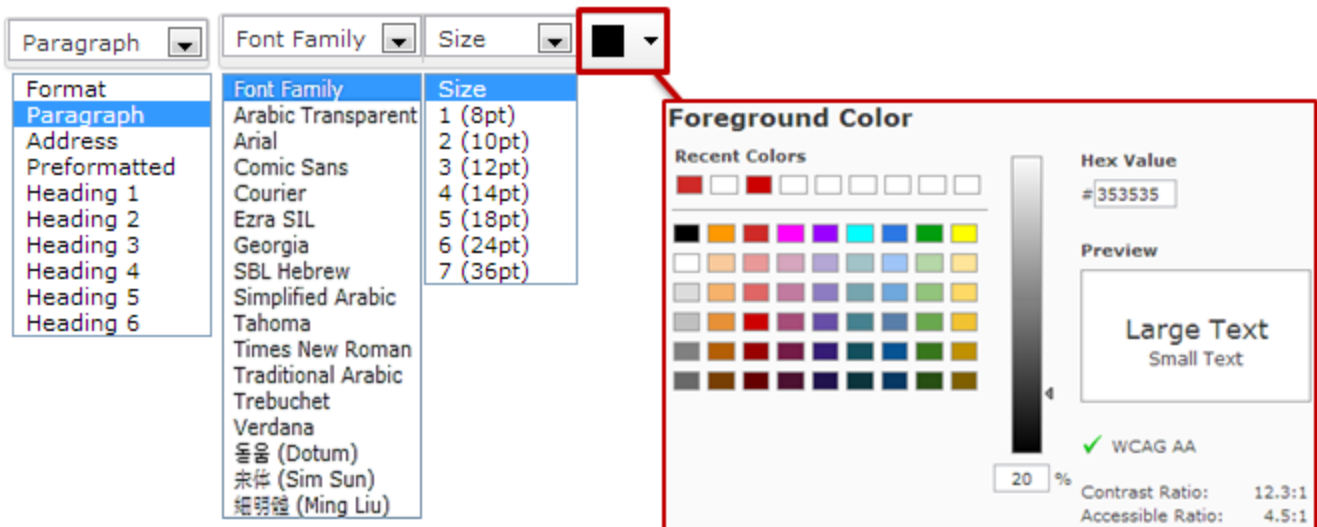 Paragraph
Format
Paragraph
Address
Preformatted
Heading 1
Heading 2
Heading 3
Heading 4
Heading 5
Heading 6
Font Family
Font Family
Arabic Transparent
Arial
Comic Sans
Courier
Ezra SIL
Georgia
SBL Hebrew
Simplified Arabic
Tahoma
Times New Roman
Traditional Arabic
Trebuchet
Verdana
돋움 (Dotum)
宋体 (Sim Sun)
細明體 (Ming Liu)
Size
Size
1 (8pt)
2 (10pt)
3 (12pt)
4 (14pt)
5 (18pt)
6 (24pt)
7 (36pt)
Foreground Color
Recent Colors
20 %
Hex Value
#353535
Preview
Large Text
Small Text
✓ WCAG AA
Contrast Ratio: 12.3:1
Accessible Ratio: 4.5:1